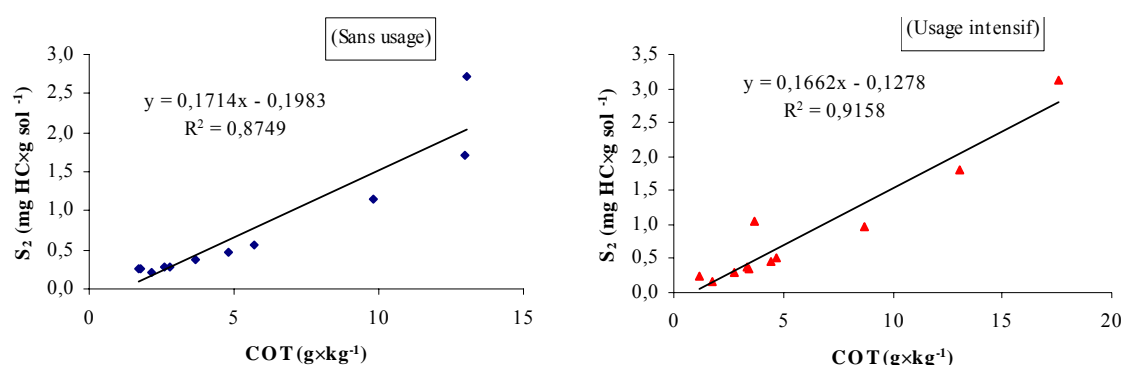 (Sans usage)
3,0
2,5
2,0
1,5
1,0
0,5
0,0
S₂ (mg HC×g sol ⁻¹)
y = 0,1714x - 0,1983
R² = 0,8749
0 5 10 15
COT (g×kg⁻¹)
(Usage intensif)
3,5
3,0
2,5
2,0
1,5
1,0
0,5
0,0
S₂ (mg HC×g sol ⁻¹)
y = 0,1662x - 0,1278
R² = 0,9158
0 5 10 15 20
COT (g×kg⁻¹)